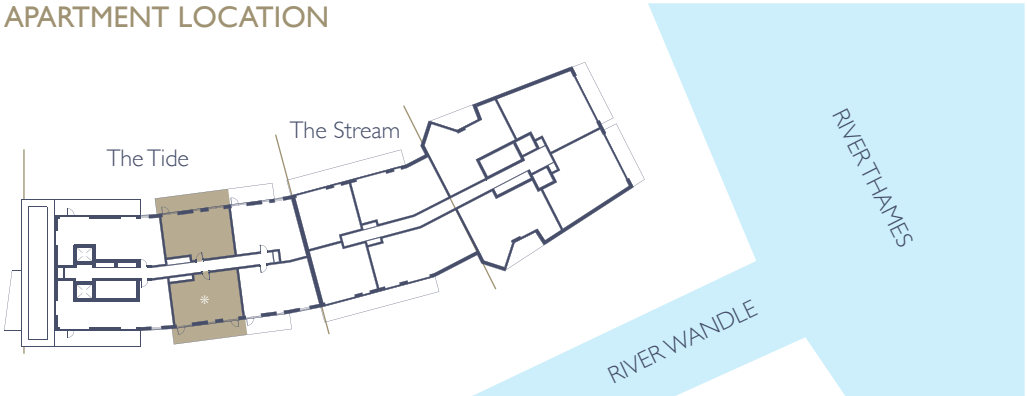 APARTMENT LOCATION
The Stream
The Tide
RIVER THAMES
RIVER WANDLE